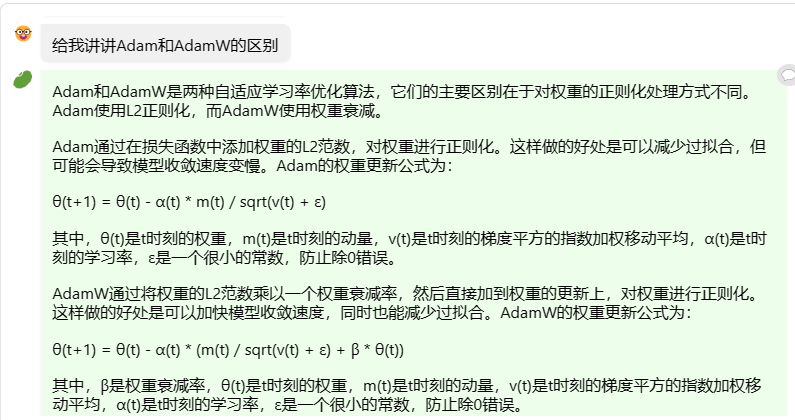 给我讲讲Adam和AdamW的区别
Adam和AdamW是两种自适应学习率优化算法，它们的主要区别在于对权重的正则化处理方式不同。
Adam使用L2正则化，而AdamW使用权重衰减。
Adam通过在损失函数中添加权重的L2范数，对权重进行正则化。这样做的好处是可以减少过拟合，但
可能会导致模型收敛速度变慢。Adam的权重更新公式为：
θ(t+1) = θ(t) - α(t) * m(t) / sqrt(v(t) + ε)
其中，θ(t)是t时刻的权重，m(t)是t时刻的动量，v(t)是t时刻的梯度平方的指数加权移动平均，α(t)是t时
刻的学习率，ε是一个很小的常数，防止除0错误。
AdamW通过将权重的L2范数乘以一个权重衰减率，然后直接加到权重的更新上，对权重进行正则化。
这样做的好处是可以加快模型收敛速度，同时也能减少过拟合。AdamW的权重更新公式为：
θ(t+1) = θ(t) - α(t) * (m(t) / sqrt(v(t) + ε) + β * θ(t))
其中，β是权重衰减率，θ(t)是t时刻的权重，m(t)是t时刻的动量，v(t)是t时刻的梯度平方的指数加权移
动平均，α(t)是t时刻的学习率，ε是一个很小的常数，防止除0错误。